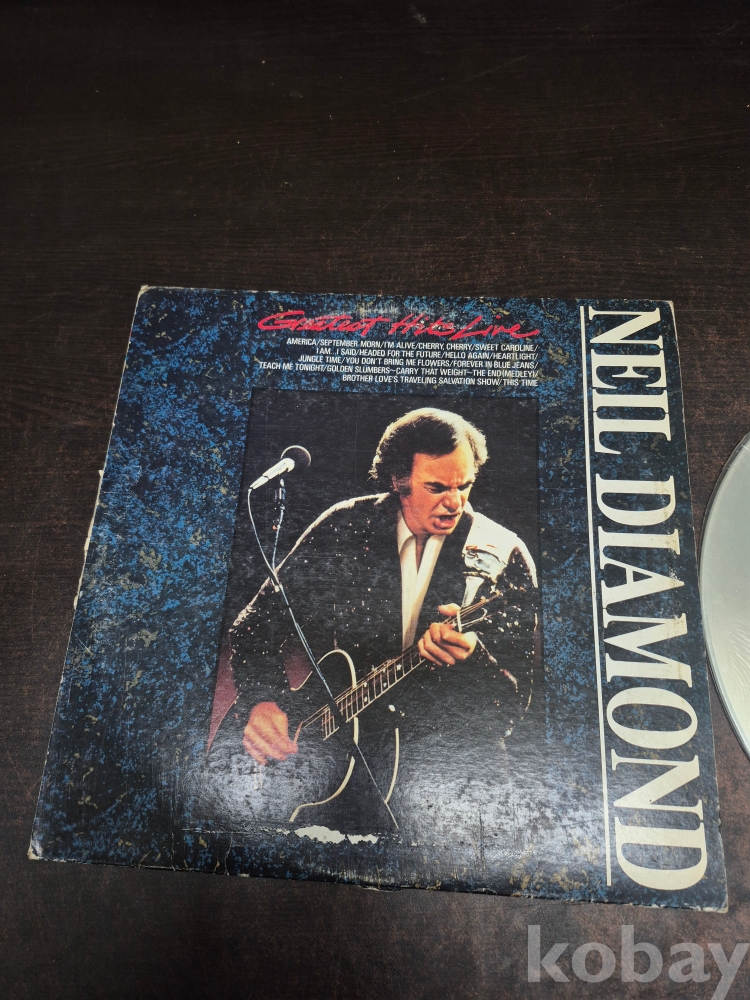 Greatest Hits Live
AMERICA/SEPTEMBER MORN/I'M ALIVE/CHERRY, CHERRY/SWEET CAROLINE/
I AM...I SAID/HEADED FOR THE FUTURE/HELLO AGAIN/HEARTLIGHT/
JUNGLE TIME/YOU DON'T BRING ME FLOWERS/FOREVER IN BLUE JEANS/
TEACH ME TONIGHT/GOLDEN SLUMBERS~CARRY THAT WEIGHT~THE END(MEDLEY)/
BROTHER LOVE'S TRAVELING SALVATION SHOW/THIS TIME
NEIL DIAMOND
kobay